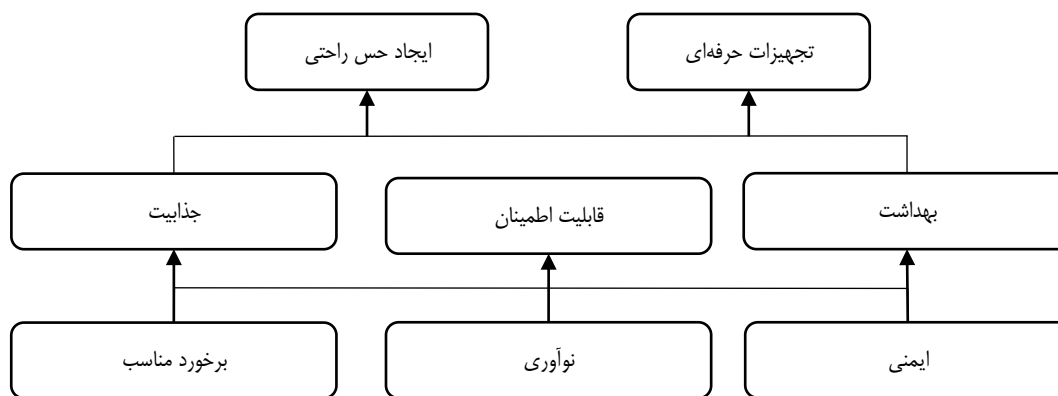 تجهیزات حرفه‌ای
ایجاد حس راحتی
بهداشت
قابلیت اطمینان
جذابیت
ایمنی
نوآوری
برخورد مناسب